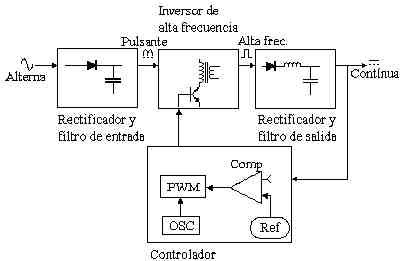 Inversor de
alta frecuencia
Pulsante
Alta frec.
Alterna
Contínua
Rectificador y
filtro de entrada
Rectificador y
filtro de salida
Comp
PWM
OSC
Ref
Controlador